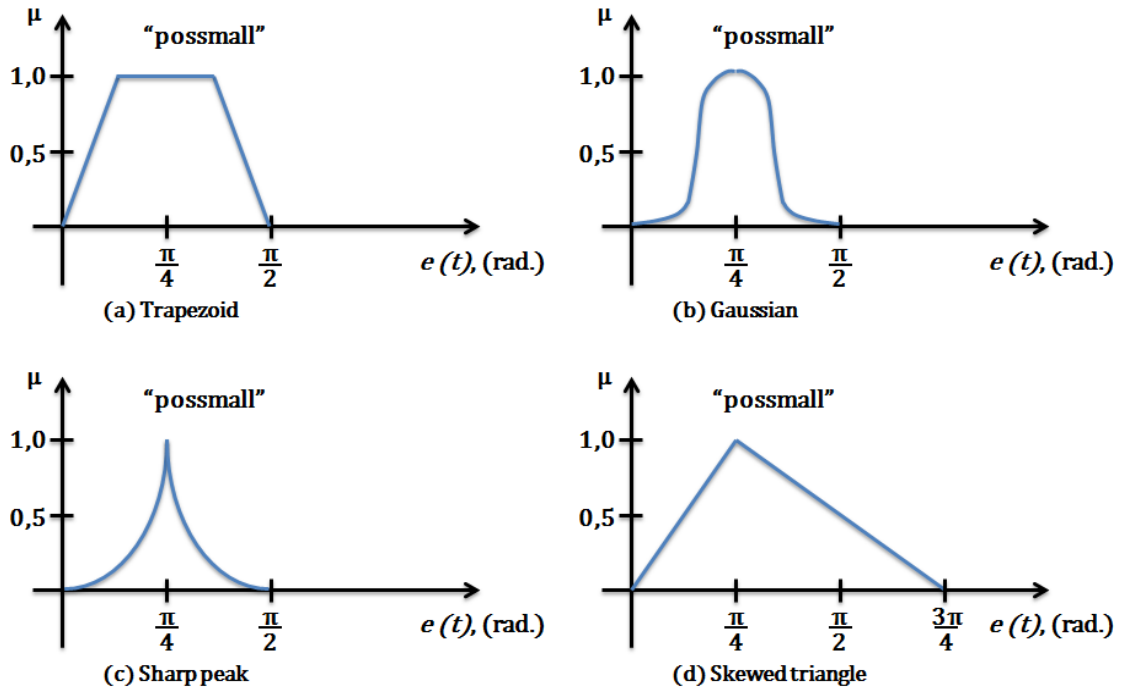 μ
“possmall”
1,0
0,5
π
4
π
2
e (t), (rad.)
(a) Trapezoid
μ
“possmall”
1,0
0,5
π
4
π
2
e (t), (rad.)
(b) Gaussian
μ
“possmall”
1,0
0,5
π
4
π
2
e (t), (rad.)
(c) Sharp peak
μ
“possmall”
1,0
0,5
π
4
π
2
3π
4
e (t), (rad.)
(d) Skewed triangle